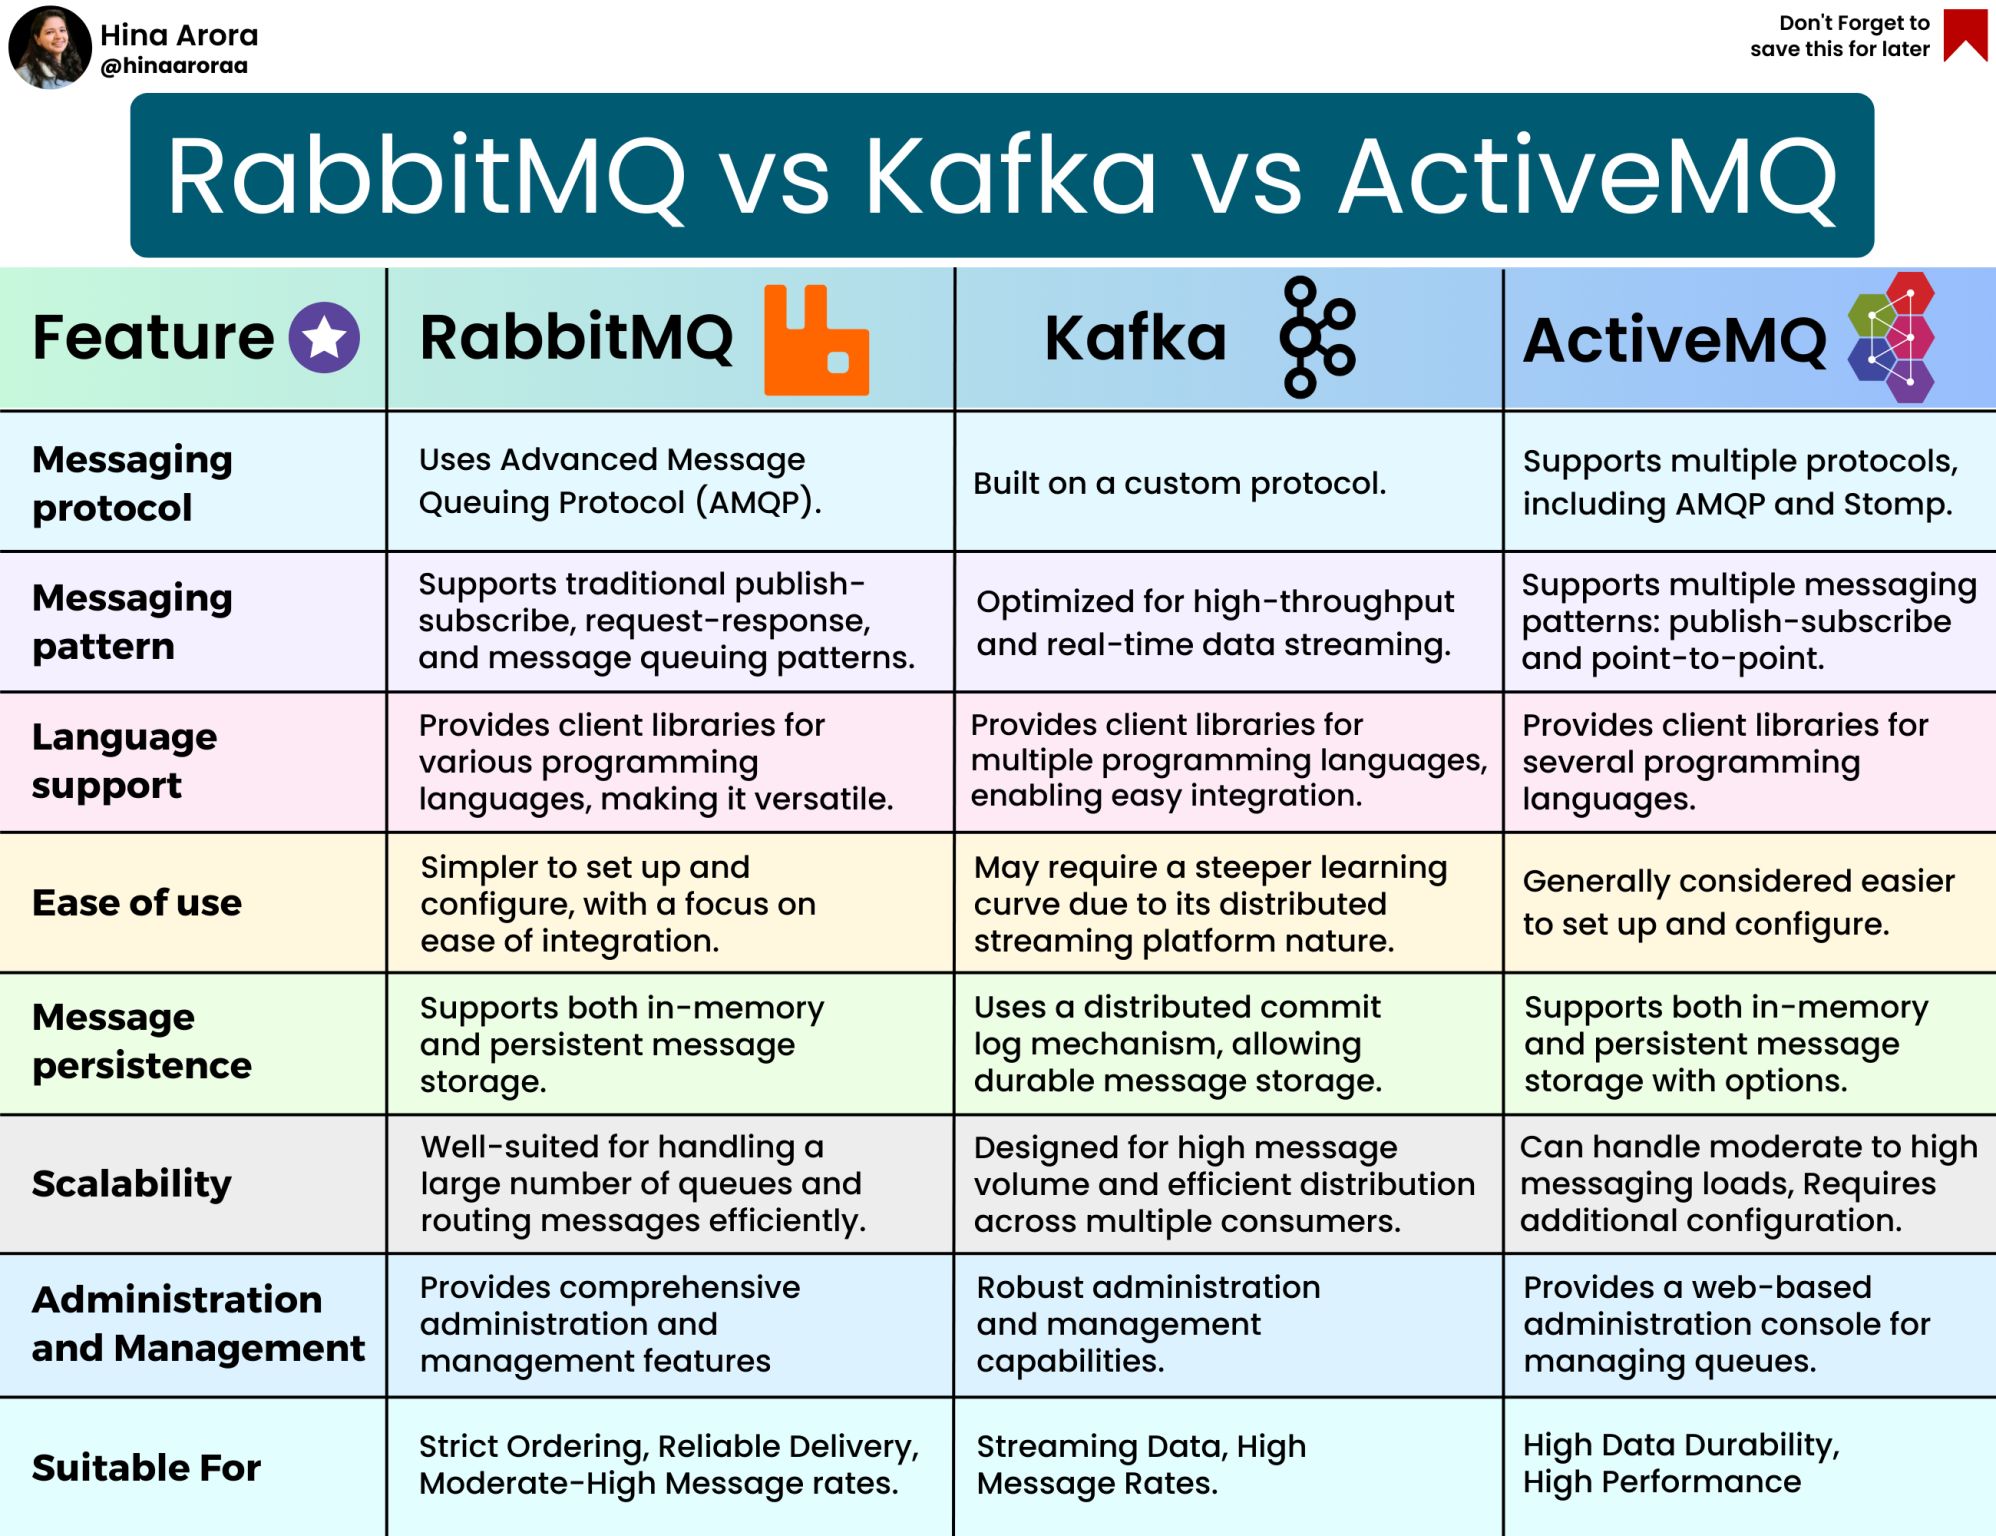 Hina Arora
@hinaaroraa
Don't Forget to
save this for later
RabbitMQ vs Kafka vs ActiveMQ
Feature
RabbitMQ
Kafka
ActiveMQ
Messaging
protocol
Uses Advanced Message
Queuing Protocol (AMQP).
Built on a custom protocol.
Supports multiple protocols,
including AMQP and Stomp.
Messaging
pattern
Supports traditional publish-
subscribe, request-response,
and message queuing patterns.
Optimized for high-throughput
and real-time data streaming.
Supports multiple messaging
patterns: publish-subscribe
and point-to-point.
Language
support
Provides client libraries for
various programming
languages, making it versatile.
Provides client libraries for
multiple programming languages,
enabling easy integration.
Provides client libraries for
several programming
languages.
Ease of use
Simpler to set up and
configure, with a focus on
ease of integration.
May require a steeper learning
curve due to its distributed
streaming platform nature.
Generally considered easier
to set up and configure.
Message
persistence
Supports both in-memory
and persistent message
storage.
Uses a distributed commit
log mechanism, allowing
durable message storage.
Supports both in-memory
and persistent message
storage with options.
Scalability
Well-suited for handling a
large number of queues and
routing messages efficiently.
Designed for high message
volume and efficient distribution
across multiple consumers.
Can handle moderate to high
messaging loads, Requires
additional configuration.
Administration
and Management
Provides comprehensive
administration and
management features
Robust administration
and management
capabilities.
Provides a web-based
administration console for
managing queues.
Suitable For
Strict Ordering, Reliable Delivery,
Moderate-High Message rates.
Streaming Data, High
Message Rates.
High Data Durability,
High Performance